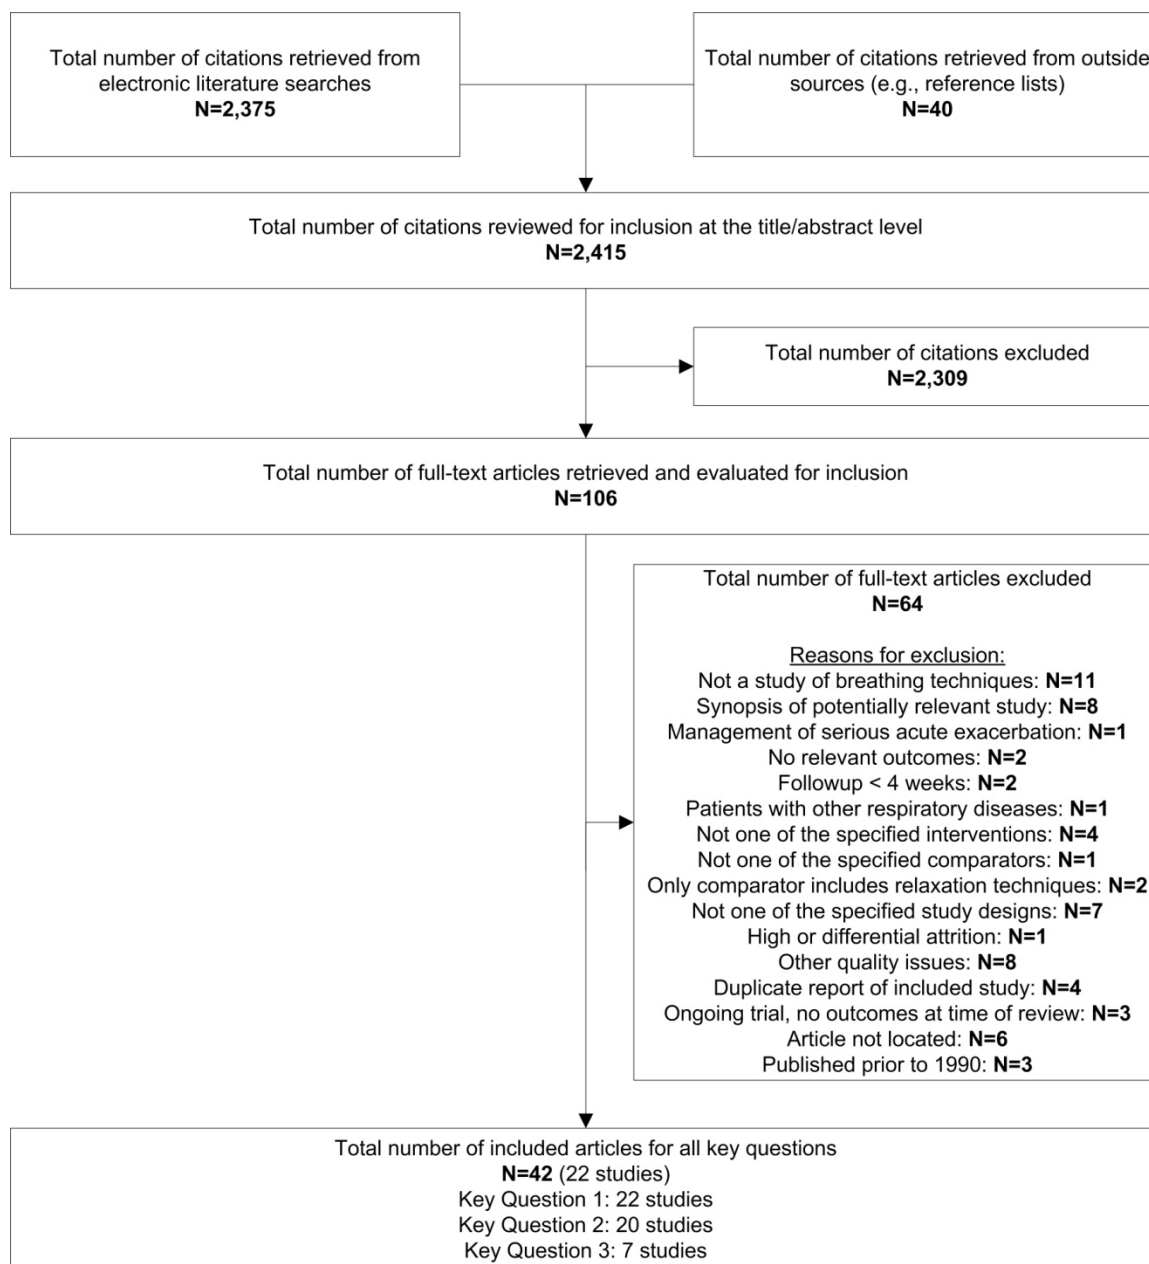 Total number of citations retrieved from
electronic literature searches
N=2,375
Total number of citations retrieved from outside
sources (e.g., reference lists)
N=40
Total number of citations reviewed for inclusion at the title/abstract level
N=2,415
Total number of citations excluded
N=2,309
Total number of full-text articles retrieved and evaluated for inclusion
N=106
Total number of full-text articles excluded
N=64
Reasons for exclusion:
Not a study of breathing techniques: N=11
Synopsis of potentially relevant study: N=8
Management of serious acute exacerbation: N=1
No relevant outcomes: N=2
Followup < 4 weeks: N=2
Patients with other respiratory diseases: N=1
Not one of the specified interventions: N=4
Not one of the specified comparators: N=1
Only comparator includes relaxation techniques: N=2
Not one of the specified study designs: N=7
High or differential attrition: N=1
Other quality issues: N=8
Duplicate report of included study: N=4
Ongoing trial, no outcomes at time of review: N=3
Article not located: N=6
Published prior to 1990: N=3
Total number of included articles for all key questions
N=42 (22 studies)
Key Question 1: 22 studies
Key Question 2: 20 studies
Key Question 3: 7 studies